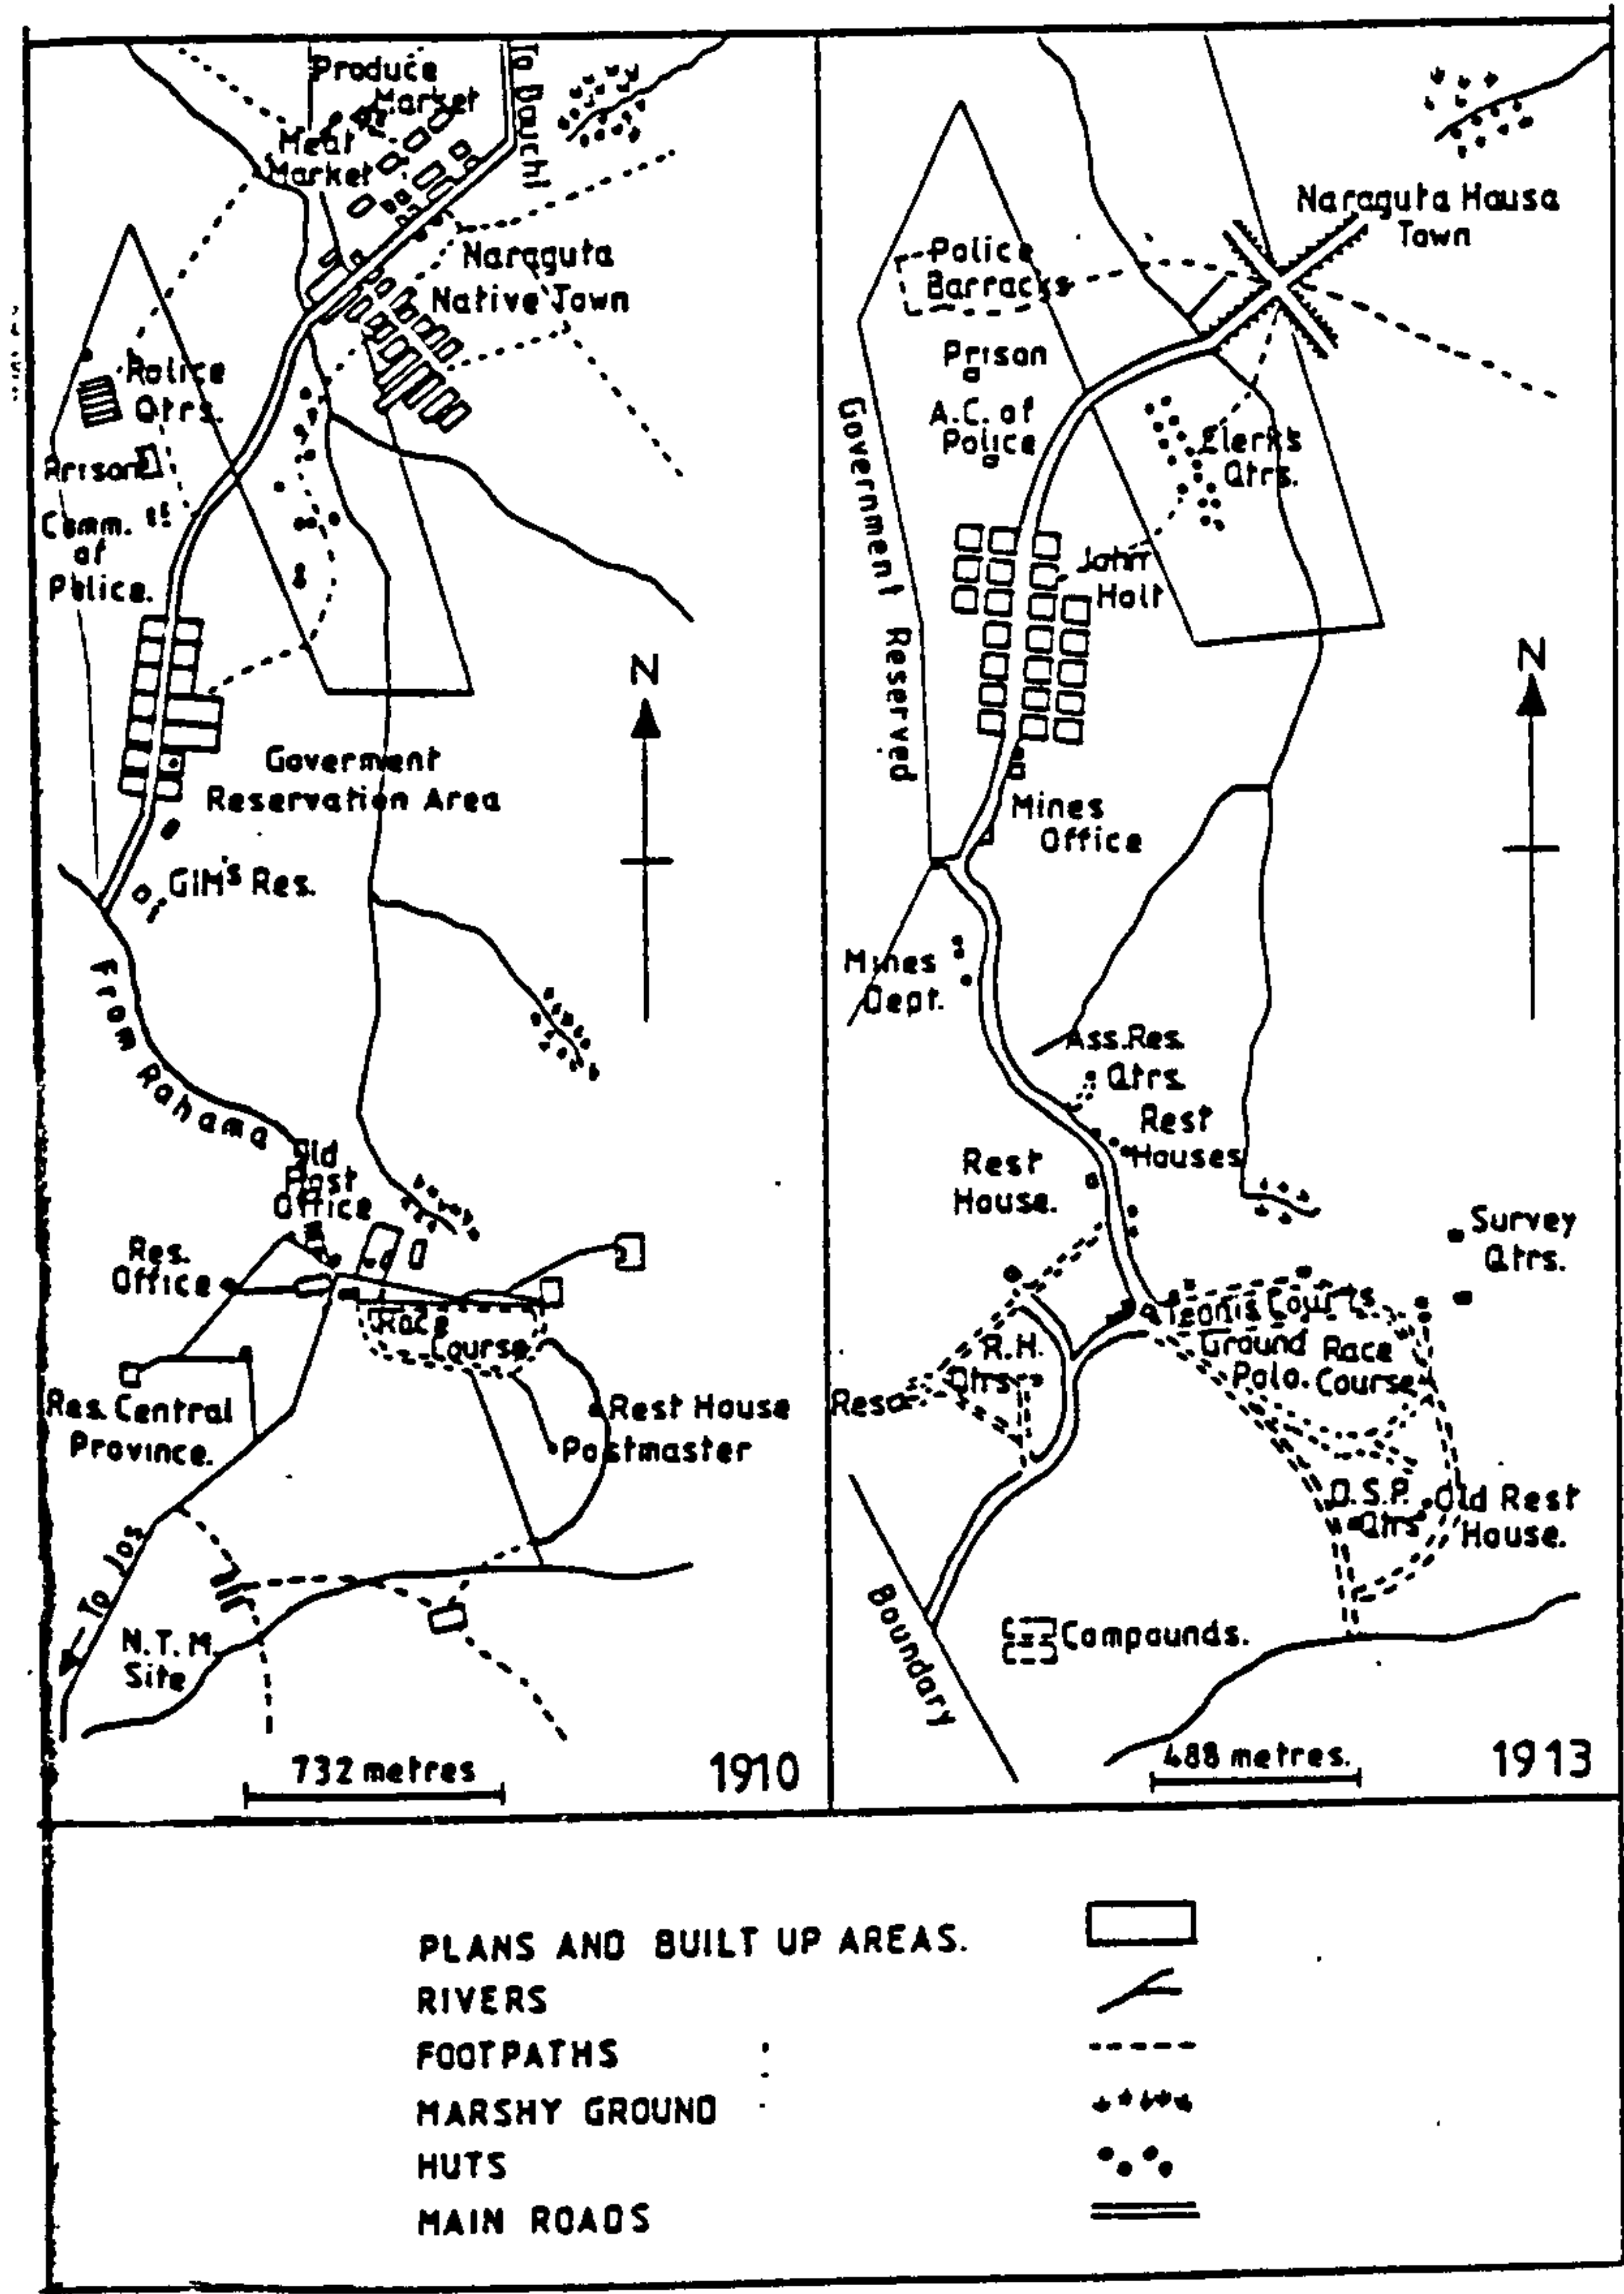 Produce
Market
Meat
Market
To Bauchi
Naraguta
Native Town
Police
Qtrs.
Prison
Comm.
of
Police.
N
Goverment
Reservation Area
GIM's Res.
From Rahama
Old
Post
Office
Res.
Office
Race
Course
Res. Central
Province.
Rest House
Postmaster
To Jos
N.T.M.
Site
732 metres
1910
Naraguta Hausa
Town
Police
Barracks
Prison
A.C. of
Police
Government Reserved
Clerk's
Qtrs.
John
Holt
N
Mines
Office
Mines
Dept.
Ass.Res.
Qtrs.
Rest
Houses
Rest
House.
Survey
Qtrs.
Tennis Courts
Ground Race
Polo. Course
R.H.
Qtrs
D.S.P.
Qtrs
Old Rest
House.
Boundary
Compounds.
488 metres.
1913
PLANS AND BUILT UP AREAS.
RIVERS
FOOTPATHS
MARSHY GROUND
HUTS
MAIN ROADS